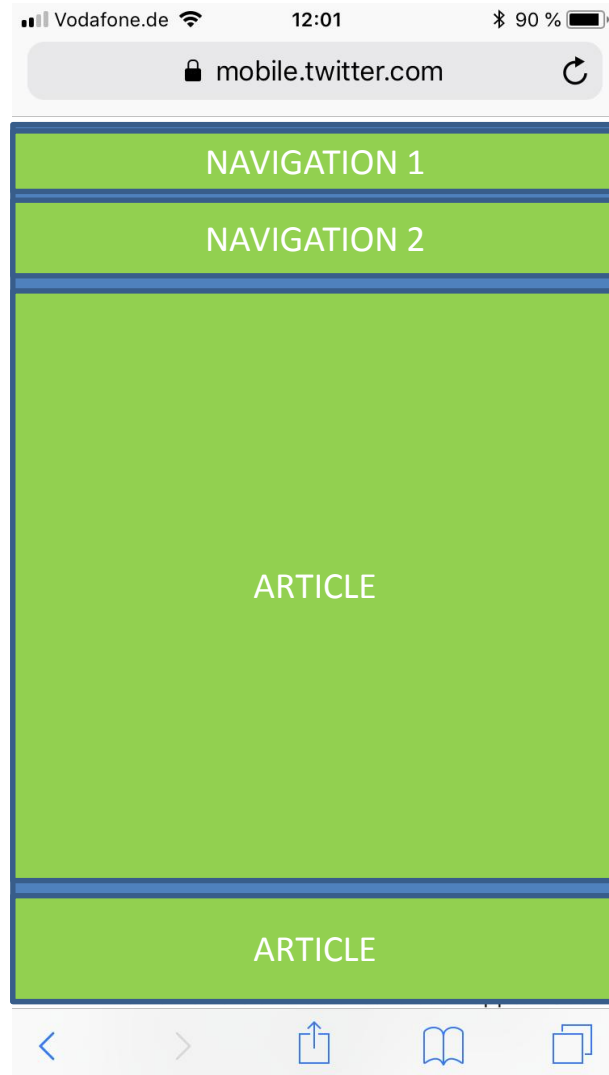 Vodafone.de 12:01 90 %
mobile.twitter.com
NAVIGATION 1
NAVIGATION 2
ARTICLE
ARTICLE